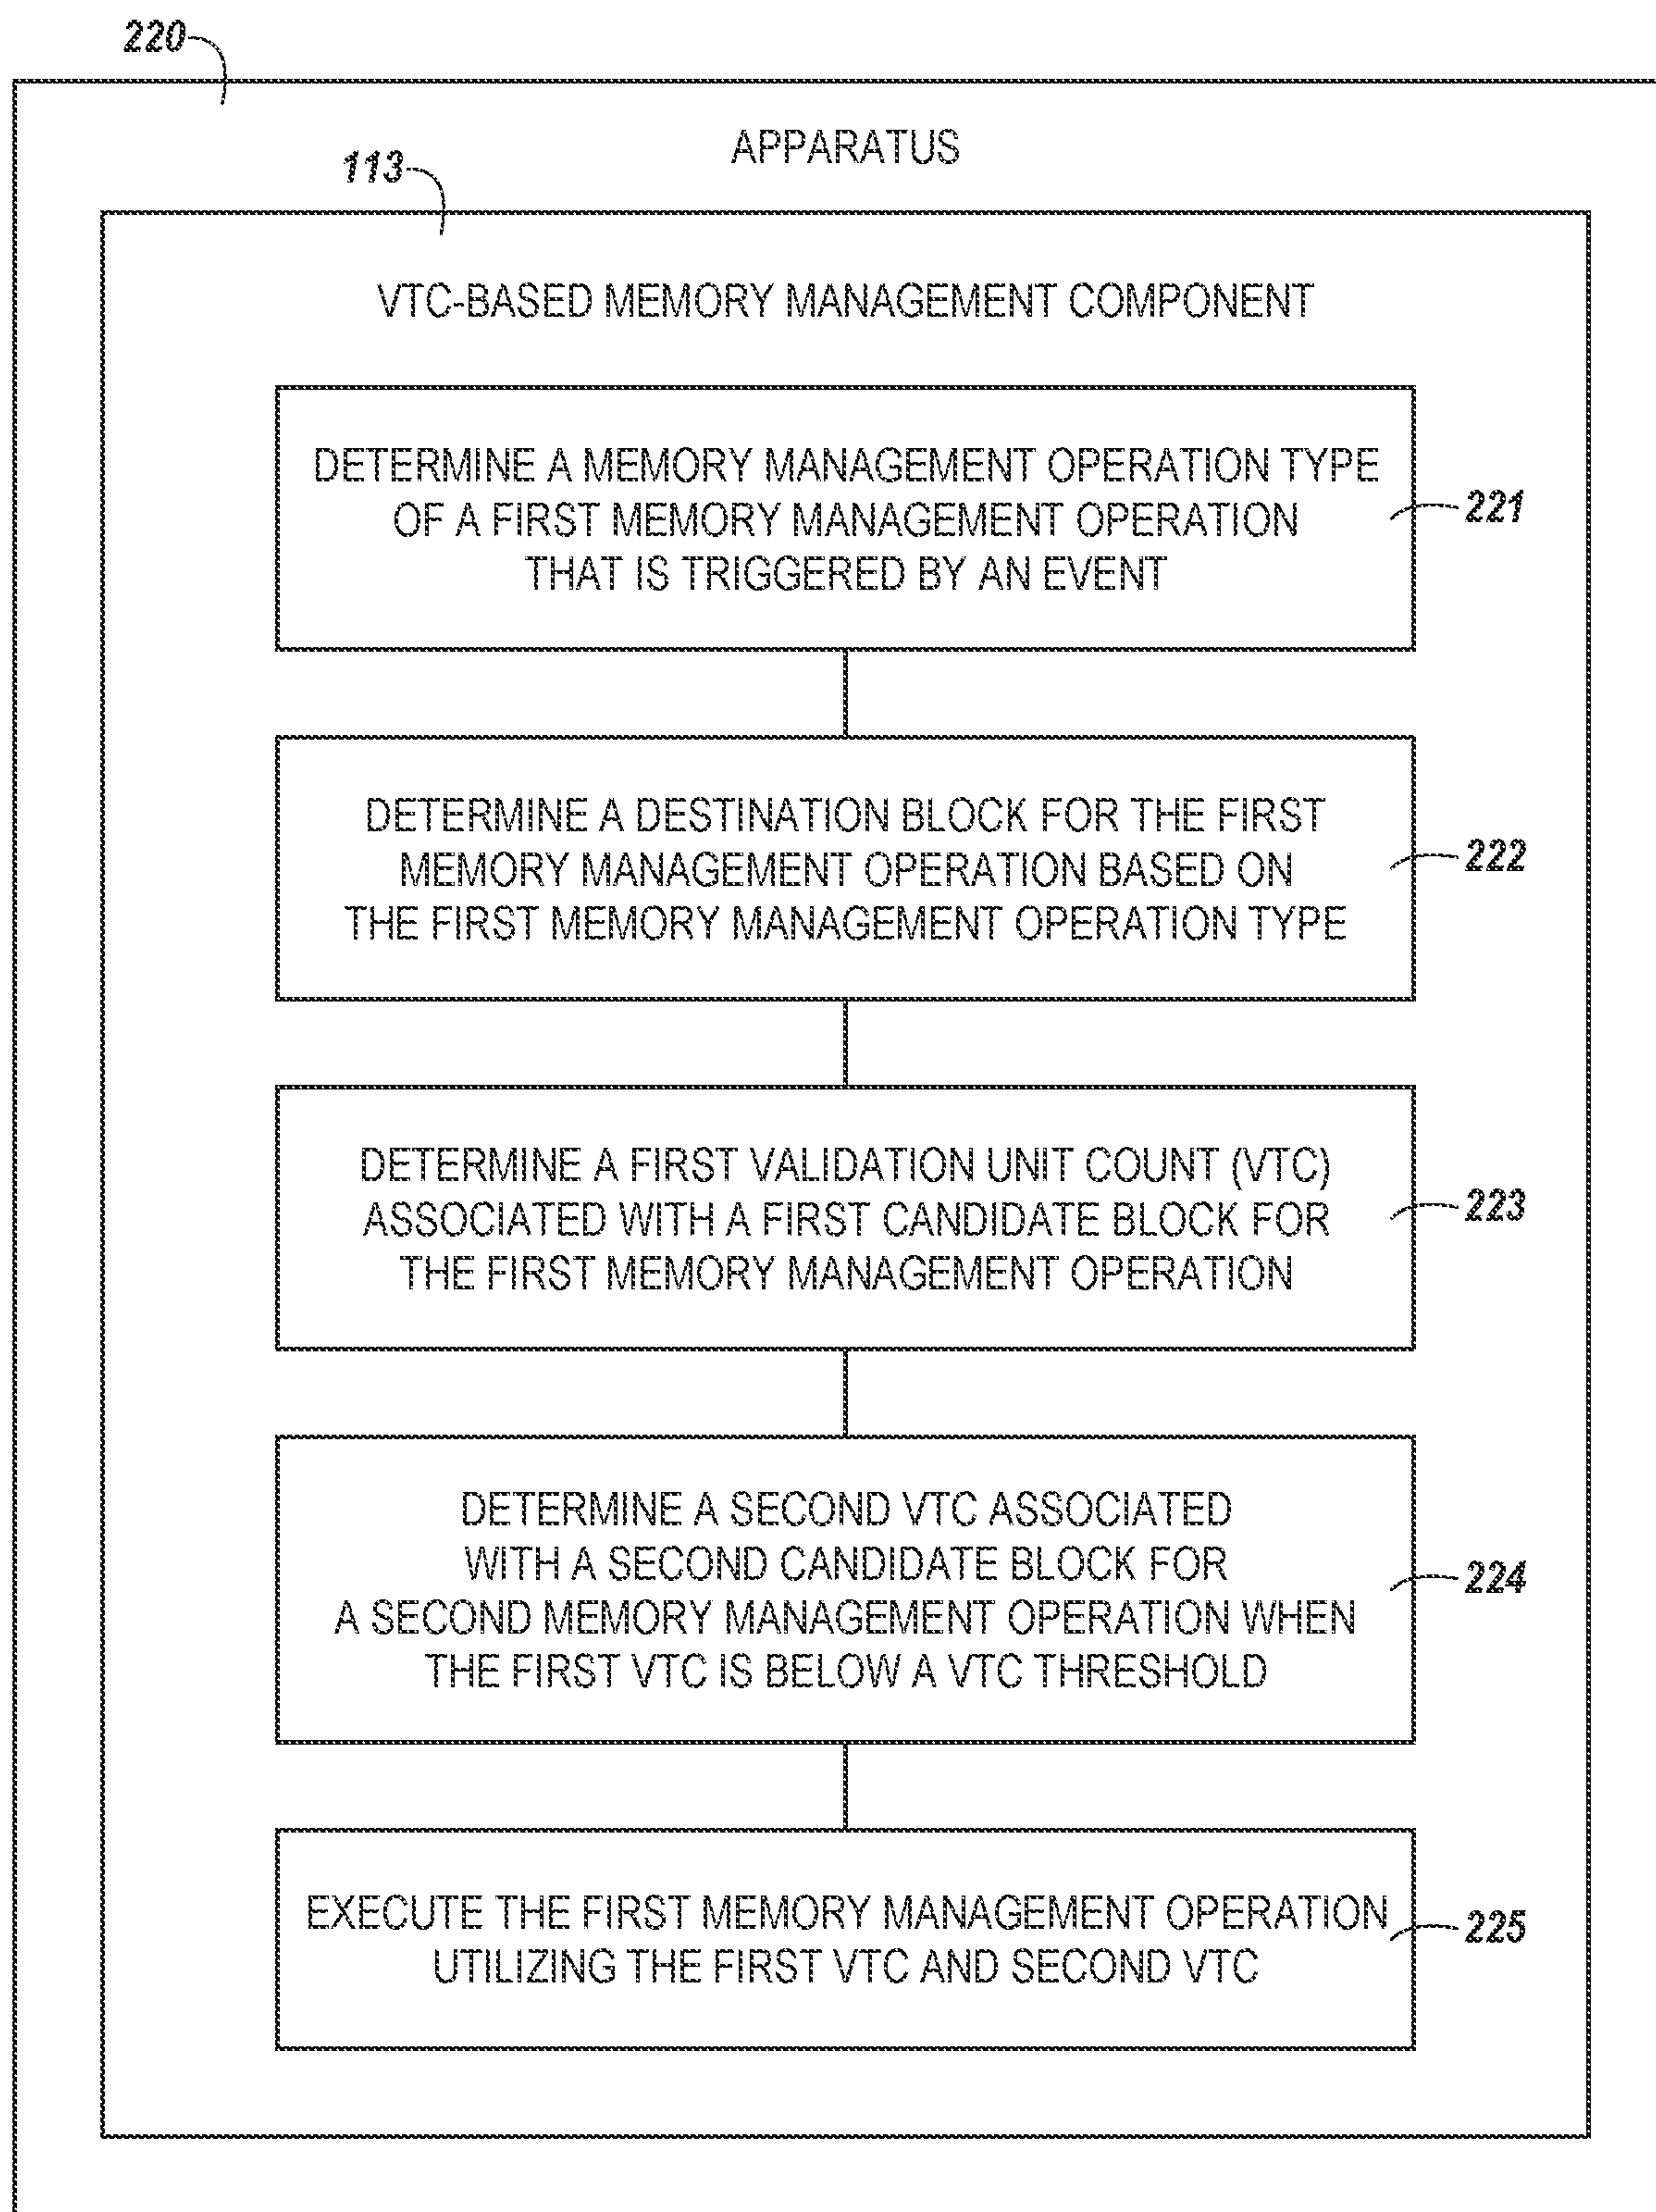 220
APPARATUS
113
VTC-BASED MEMORY MANAGEMENT COMPONENT
DETERMINE A MEMORY MANAGEMENT OPERATION TYPE
OF A FIRST MEMORY MANAGEMENT OPERATION
THAT IS TRIGGERED BY AN EVENT
221
DETERMINE A DESTINATION BLOCK FOR THE FIRST
MEMORY MANAGEMENT OPERATION BASED ON
THE FIRST MEMORY MANAGEMENT OPERATION TYPE
222
DETERMINE A FIRST VALIDATION UNIT COUNT (VTC)
ASSOCIATED WITH A FIRST CANDIDATE BLOCK FOR
THE FIRST MEMORY MANAGEMENT OPERATION
223
DETERMINE A SECOND VTC ASSOCIATED
WITH A SECOND CANDIDATE BLOCK FOR
A SECOND MEMORY MANAGEMENT OPERATION WHEN
THE FIRST VTC IS BELOW A VTC THRESHOLD
224
EXECUTE THE FIRST MEMORY MANAGEMENT OPERATION
UTILIZING THE FIRST VTC AND SECOND VTC
225